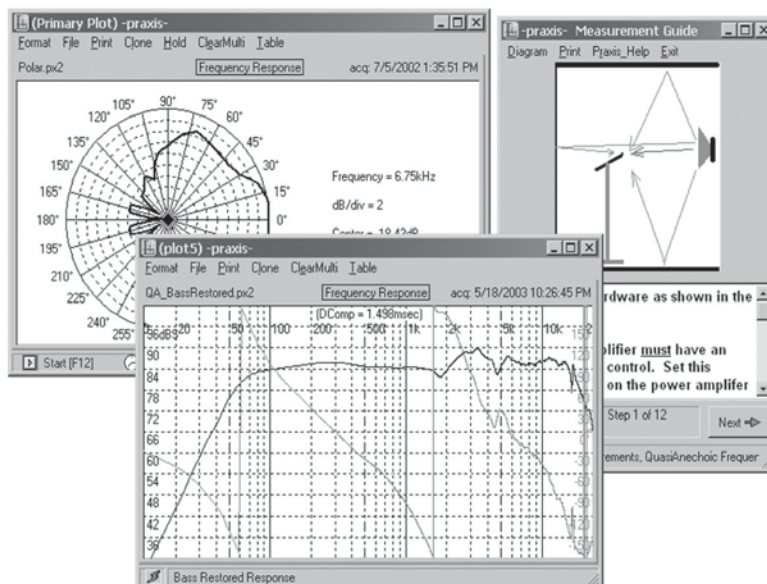 (Primary Plot) -praxis-
Format File Print Clone Hold ClearMulti Table
Polar.px2 Frequency Response acq: 7/5/2002 1:35:51 PM
90°
105° 75°
120° 60°
135° 45°
150° 30°
165° 15°
180° 0°
195°
210°
225°
240°
255°
Frequency = 6.75kHz
dB/div = 2
Start [F12]
-praxis- Measurement Guide
Diagram Print Praxis_Help Exit
rdware as shown in the
plifier must have an
control. Set this
on the power amplifer
Step 1 of 12
Next
rements, QuasiAnechoic Frequer
(plot5) -praxis-
Format File Print Clone ClearMulti Table
QA_BassRestored.px2 Frequency Response acq: 5/18/2003 10:26:45 PM
(DComp = 1.498msec)
20 50 100 200 500 1k 2k 5k 10k 2
96dBS
90
84
78
72
66
60
54
48
42
36
Bass Restored Response